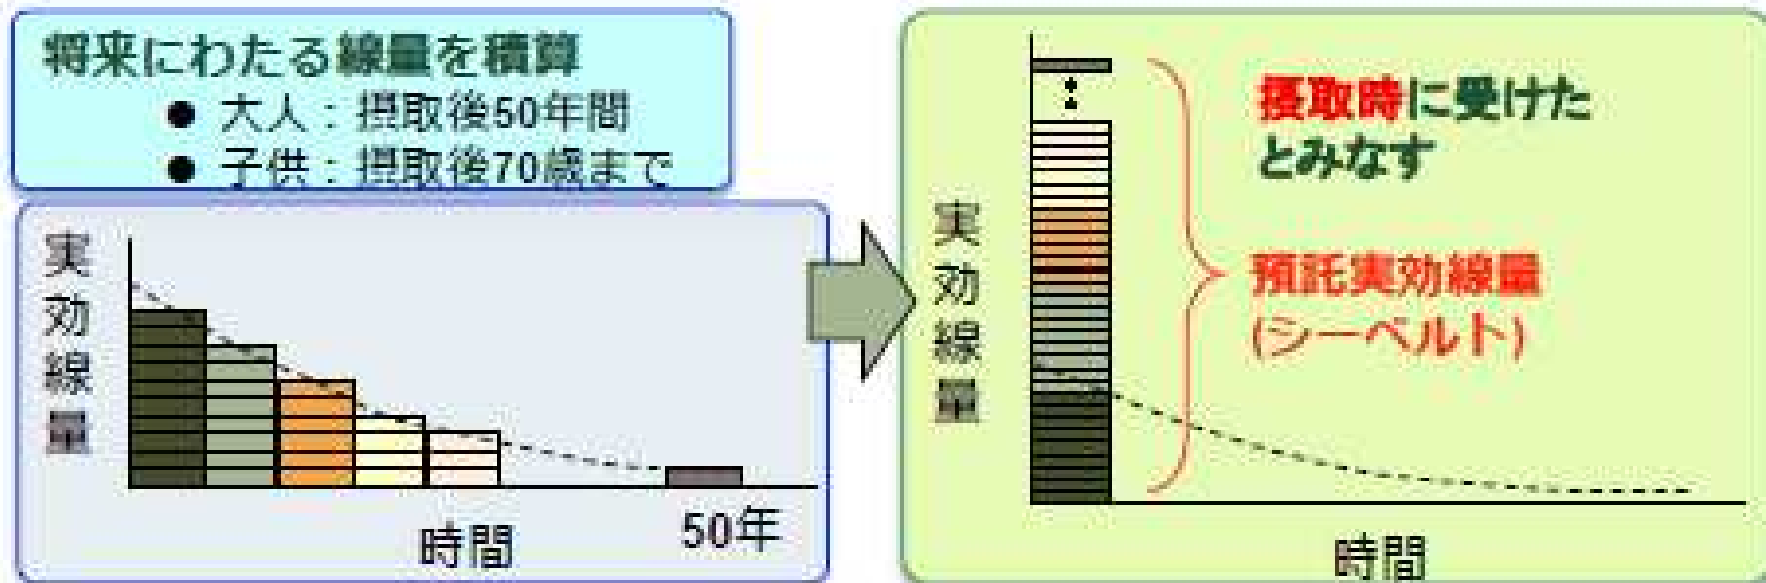 将来にわたる線量を積算
● 大人：摂取後50年間
● 子供：摂取後70歳まで
実効線量
時間
50年
実効線量
摂取時に受けた
とみなす
預託実効線量
(シーベルト)
時間